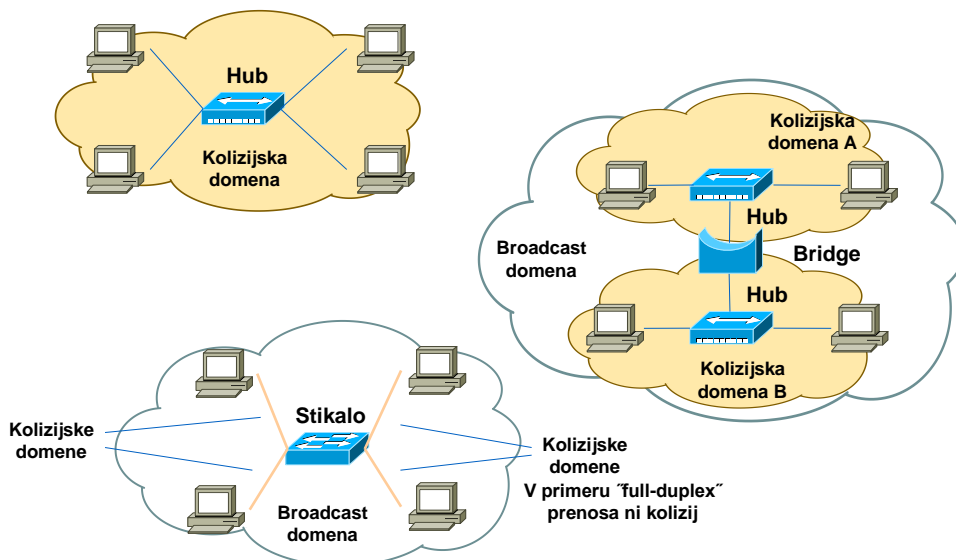 Hub
Kolizijska
domena
Kolizijska
domena A
Hub
Broadcast
domena
Bridge
Hub
Kolizijska
domena B
Stikalo
Kolizijske
domene
Broadcast
domena
Kolizijske
domene
V primeru ˝full-duplex˝
prenosa ni kolizij